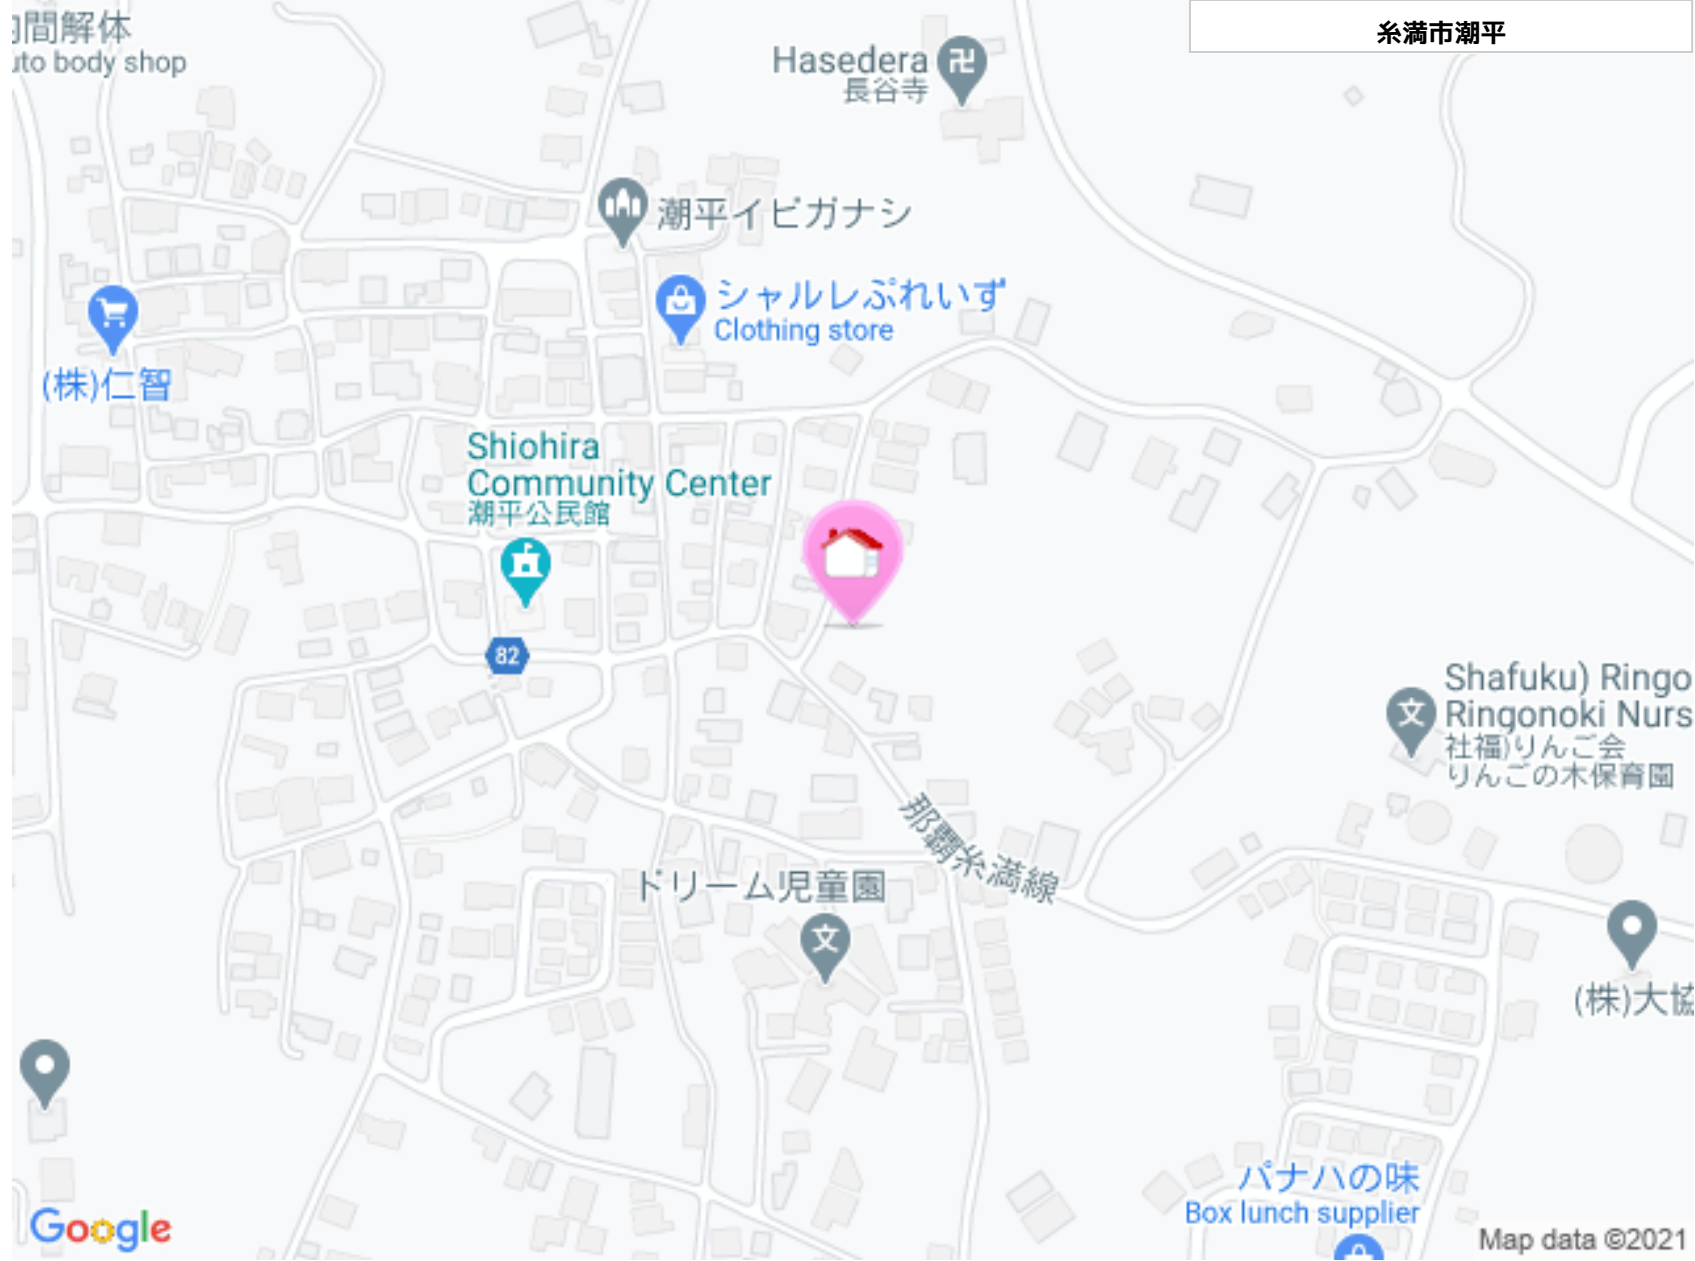 糸満市潮平
間解体
uto body shop
Hasedera
長谷寺
潮平イビガナシ
シャルレぷれいず
Clothing store
(株)仁智
Shiohira
Community Center
潮平公民館
82
Shafuku) Ringo
Ringonoki Nurs
社福)りんご会
りんごの木保育園
文
那覇糸満線
ドリーム児童園
文
(株)大協
パナハの味
Box lunch supplier
Google
Map data ©2021